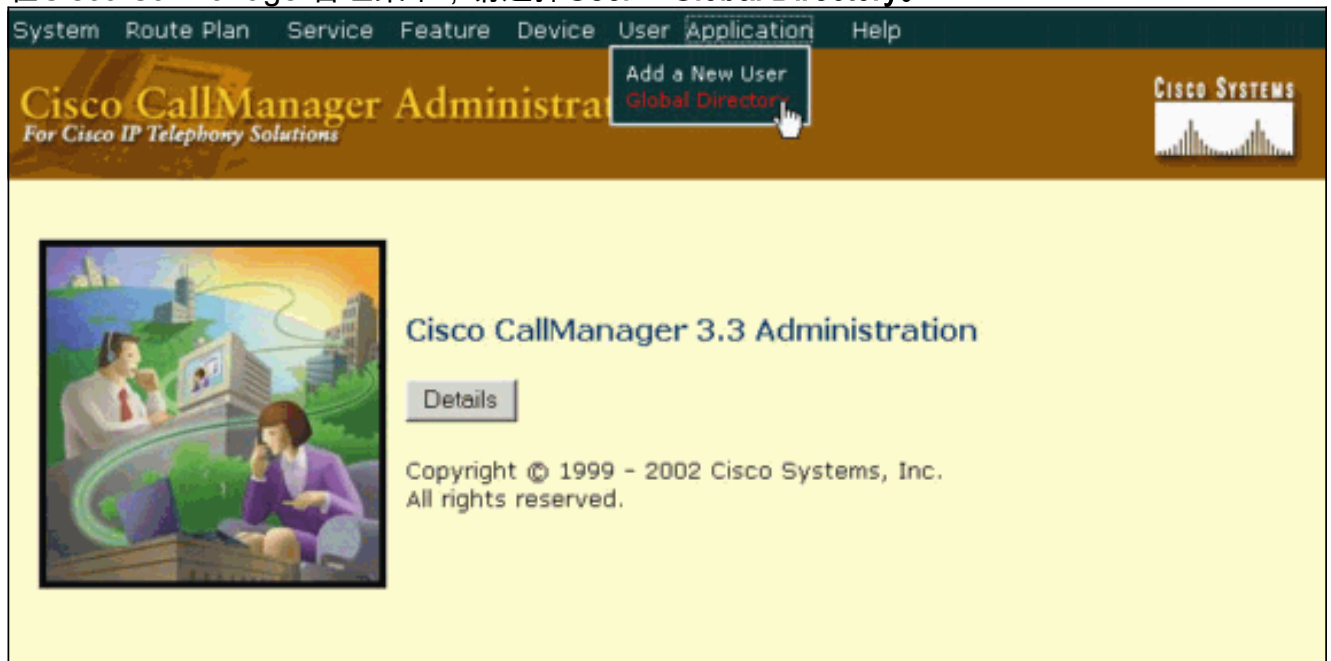 System Route Plan Service Feature Device User Application Help
Add a New User
Global Directory
Cisco CallManager Administra
For Cisco IP Telephony Solutions
CISCO SYSTEMS
Cisco CallManager 3.3 Administration
Details
Copyright © 1999 - 2002 Cisco Systems, Inc.
All rights reserved.